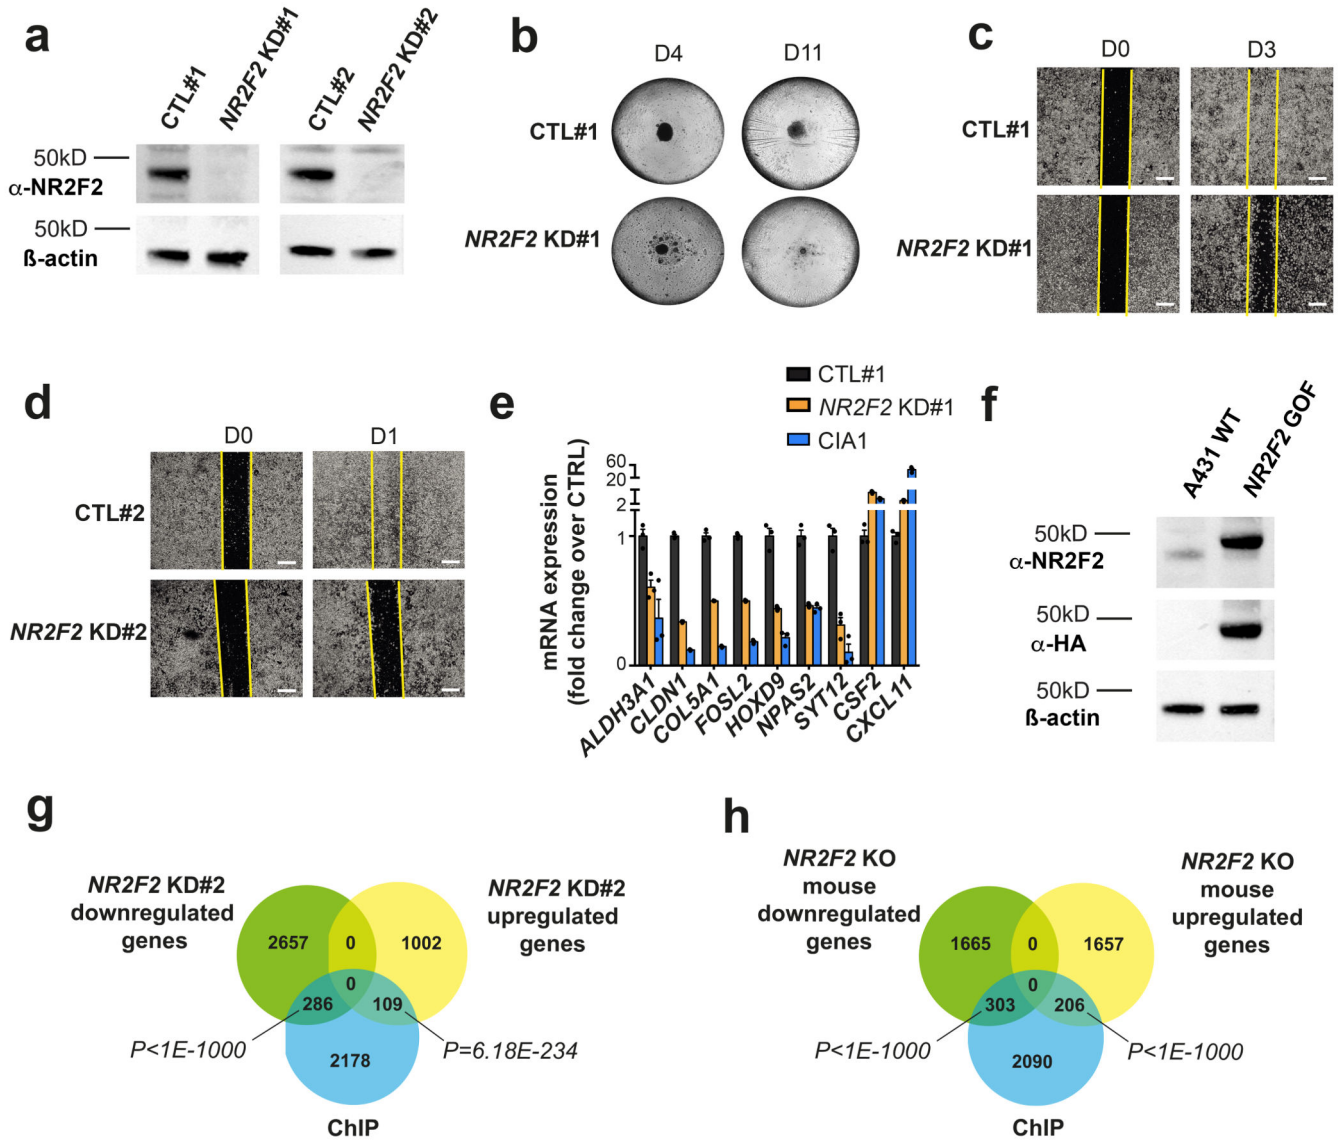 a
CTL#1
NR2F2 KD#1
CTL#2
NR2F2 KD#2
50kD
α-NR2F2
50kD
ß-actin
b
D4
D11
CTL#1
NR2F2 KD#1
c
D0
D3
CTL#1
NR2F2 KD#1
d
D0
D1
CTL#2
NR2F2 KD#2
e
CTL#1
NR2F2 KD#1
CIA1
mRNA expression
(fold change over CTRL)
60
20
2
1
0
ALDH3A1
CLDN1
COL5A1
FOSL2
HOXD9
NPAS2
SYT12
CSF2
CXCL11
f
A431 WT
NR2F2 GOF
50kD
α-NR2F2
50kD
α-HA
50kD
ß-actin
g
NR2F2 KD#2
downregulated
genes
NR2F2 KD#2
upregulated
genes
2657
0
1002
0
286
109
P<1E-1000
P=6.18E-234
2178
ChIP
h
NR2F2 KO
mouse
downregulated
genes
NR2F2 KO
mouse
upregulated
genes
1665
0
1657
0
303
206
P<1E-1000
P<1E-1000
2090
ChIP